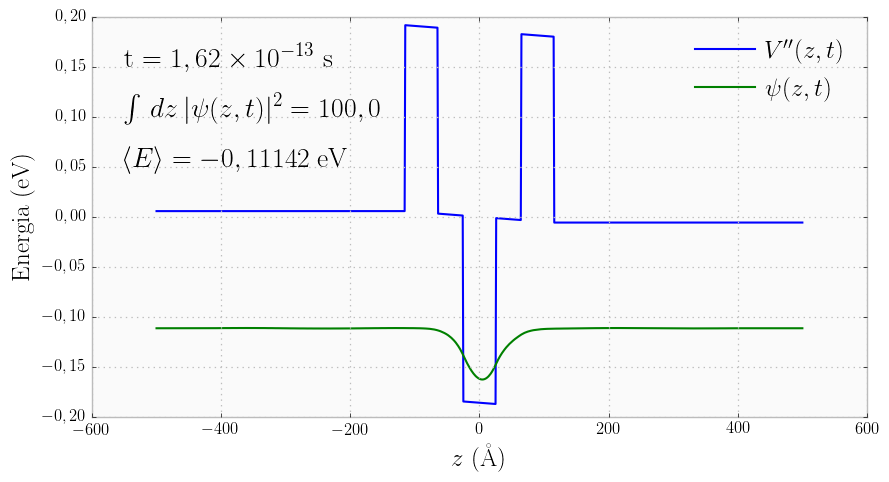 0,20
0,15
0,10
0,05
0,00
−0,05
−0,10
−0,15
−0,20
Energia (eV)
t = 1,62 × 10⁻¹³ s
∫ dz |ψ(z,t)|² = 100,0
⟨E⟩ = −0,11142 eV
V″(z,t)
ψ(z,t)
−600 −400 −200 0 200 400 600
z (Å)